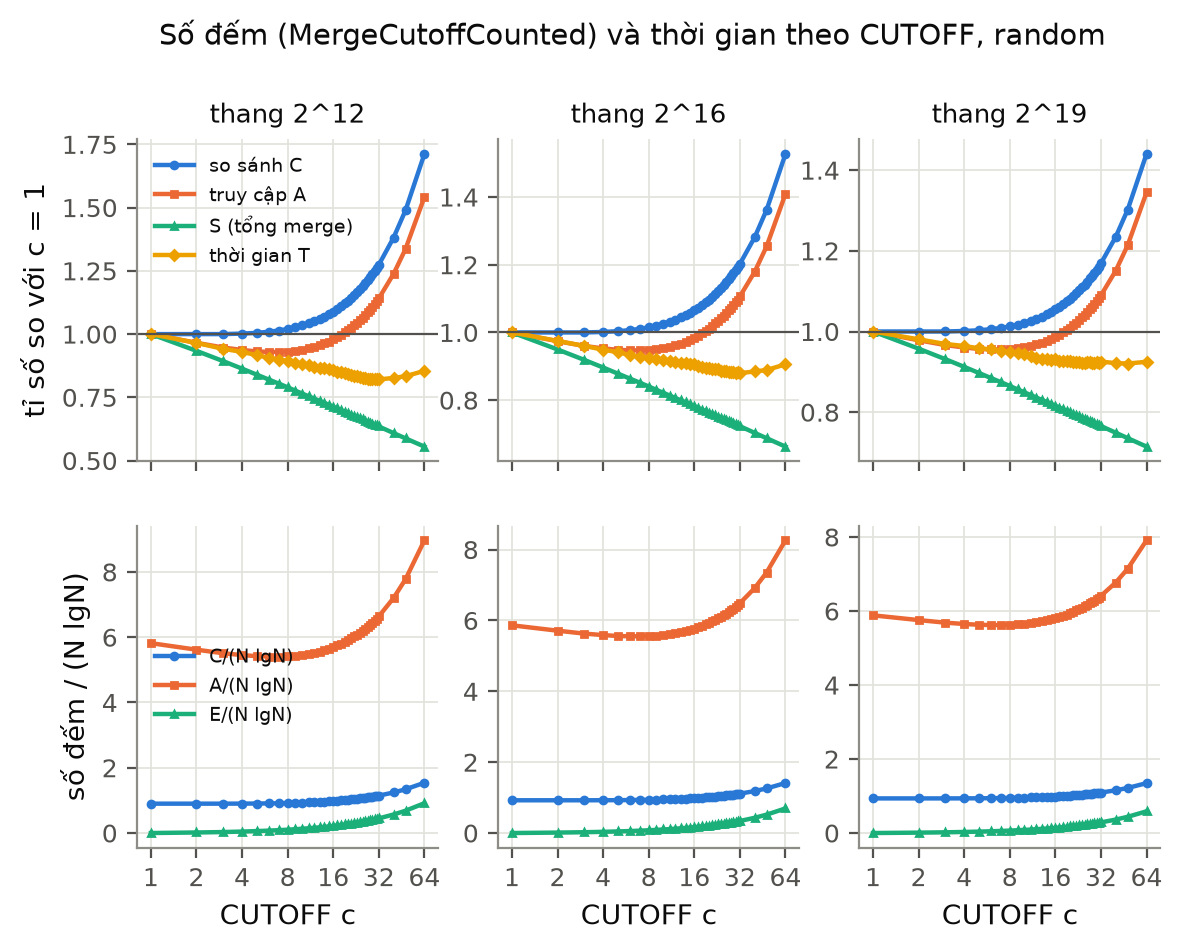 Số đếm (MergeCutoffCounted) và thời gian theo CUTOFF, random
thang 2^12
thang 2^16
thang 2^19
tỉ số so với c = 1
1.75
1.50
1.25
1.00
0.75
0.50
so sánh C
truy cập A
S (tổng merge)
thời gian T
1.4
1.2
1.0
0.8
1.4
1.2
1.0
0.8
số đếm / (N lgN)
8
6
4
2
0
C/(N lgN)
A/(N lgN)
E/(N lgN)
8
6
4
2
0
8
6
4
2
0
1 2 4 8 16 32 64
1 2 4 8 16 32 64
1 2 4 8 16 32 64
CUTOFF c
CUTOFF c
CUTOFF c